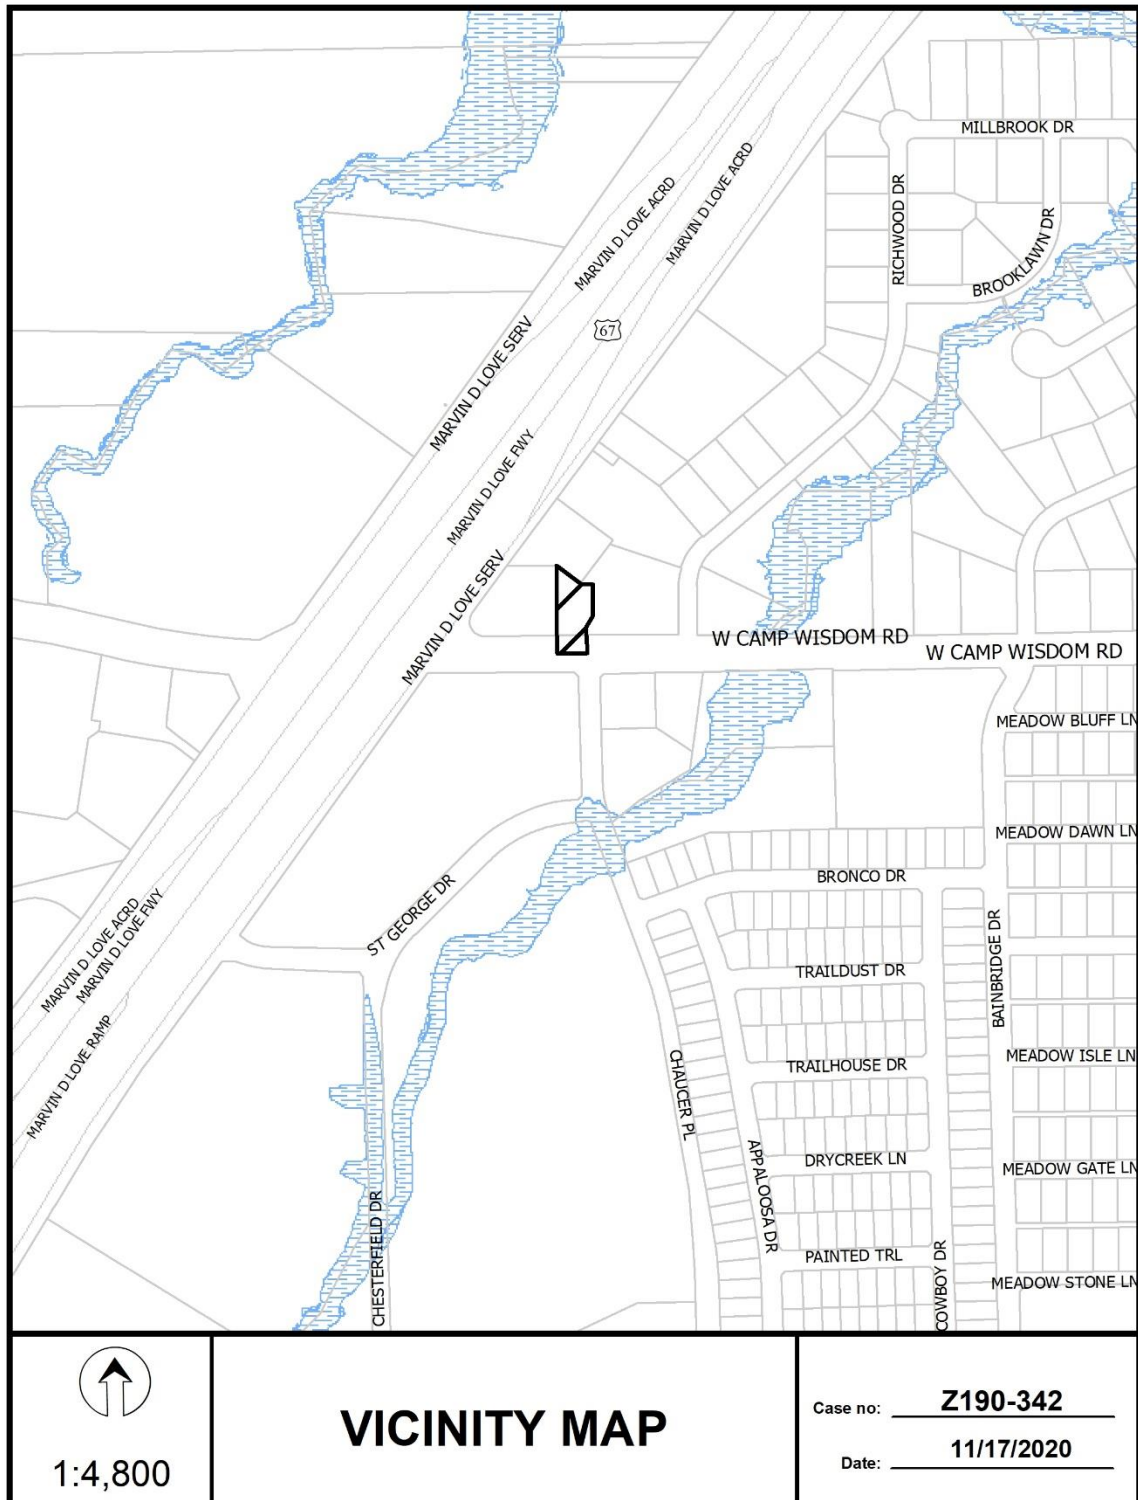 MILLBROOK DR
MARVIN D LOVE ACRD
MARVIN D LOVE ACRD
RICHWOOD DR
BROOKLAWN DR
67
MARVIN D LOVE SERV
MARVIN D LOVE FWY
MARVIN D LOVE SERV
W CAMP WISDOM RD
W CAMP WISDOM RD
MEADOW BLUFF LN
MEADOW DAWN LN
BRONCO DR
ST GEORGE DR
MARVIN D LOVE ACRD
MARVIN D LOVE FWY
BAINBRIDGE DR
TRAILDUST DR
MARVIN D LOVE RAMP
CHAUCER PL
TRAILHOUSE DR
MEADOW ISLE LN
DRYCREEK LN
MEADOW GATE LN
APPALOOSA DR
CHESTERFIELD DR
PAINTED TRL
COWBOY DR
MEADOW STONE LN
1:4,800
VICINITY MAP
Case no: Z190-342
Date: 11/17/2020